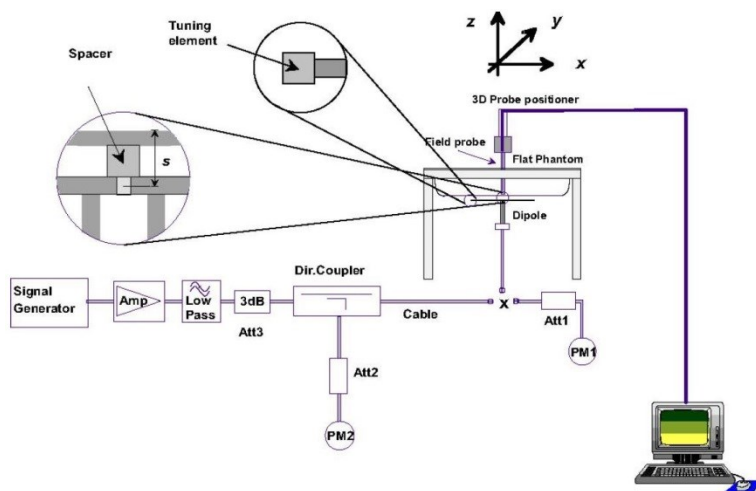 Tuning
element
Spacer
s
z
y
x
3D Probe positioner
Field probe
Flat Phantom
Dipole
Dir.Coupler
Signal
Generator
Amp
Low
Pass
3dB
Att3
Cable
x
Att1
PM1
Att2
PM2